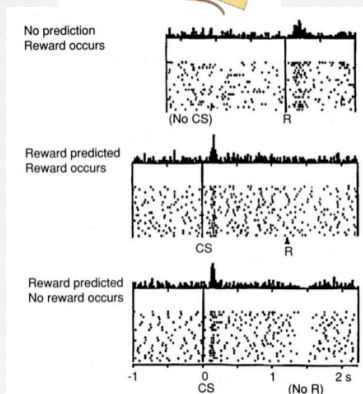 No prediction
Reward occurs
(No CS)
R
Reward predicted
Reward occurs
CS
R
Reward predicted
No reward occurs
-1
0
1
2 s
CS
(No R)